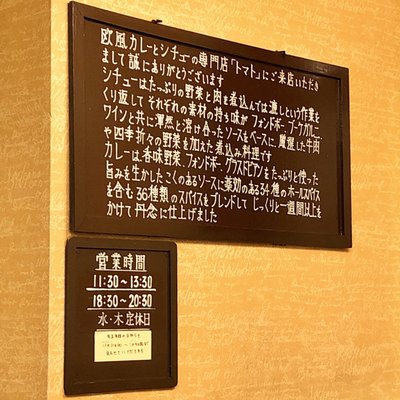 欧風カレーとシチューの専門店「トマト」にご来店いただき
まして誠にありがとうございます
シチューはたっぷりの野菜と肉を煮込んでは漉しという作業を
くり返してそれぞれの素材の持ち味がフォンドボー、ブーケガルニ、
ワインと共に渾然と溶け合ったソースをベースに、厳選した牛肉
や四季折々の野菜を加えた煮込み料理です
カレーは香味野菜、フォンドボー、グラスドビアンをたっぷりと使った
旨みを生かしたこくのあるソースに薬効のある34種のホールスパイス
を含む36種類のスパイスをブレンドして じっくりと一週間以上を
かけて丹念に仕上げました
営業時間
11:30〜13:30
18:30〜20:30
水・木定休日